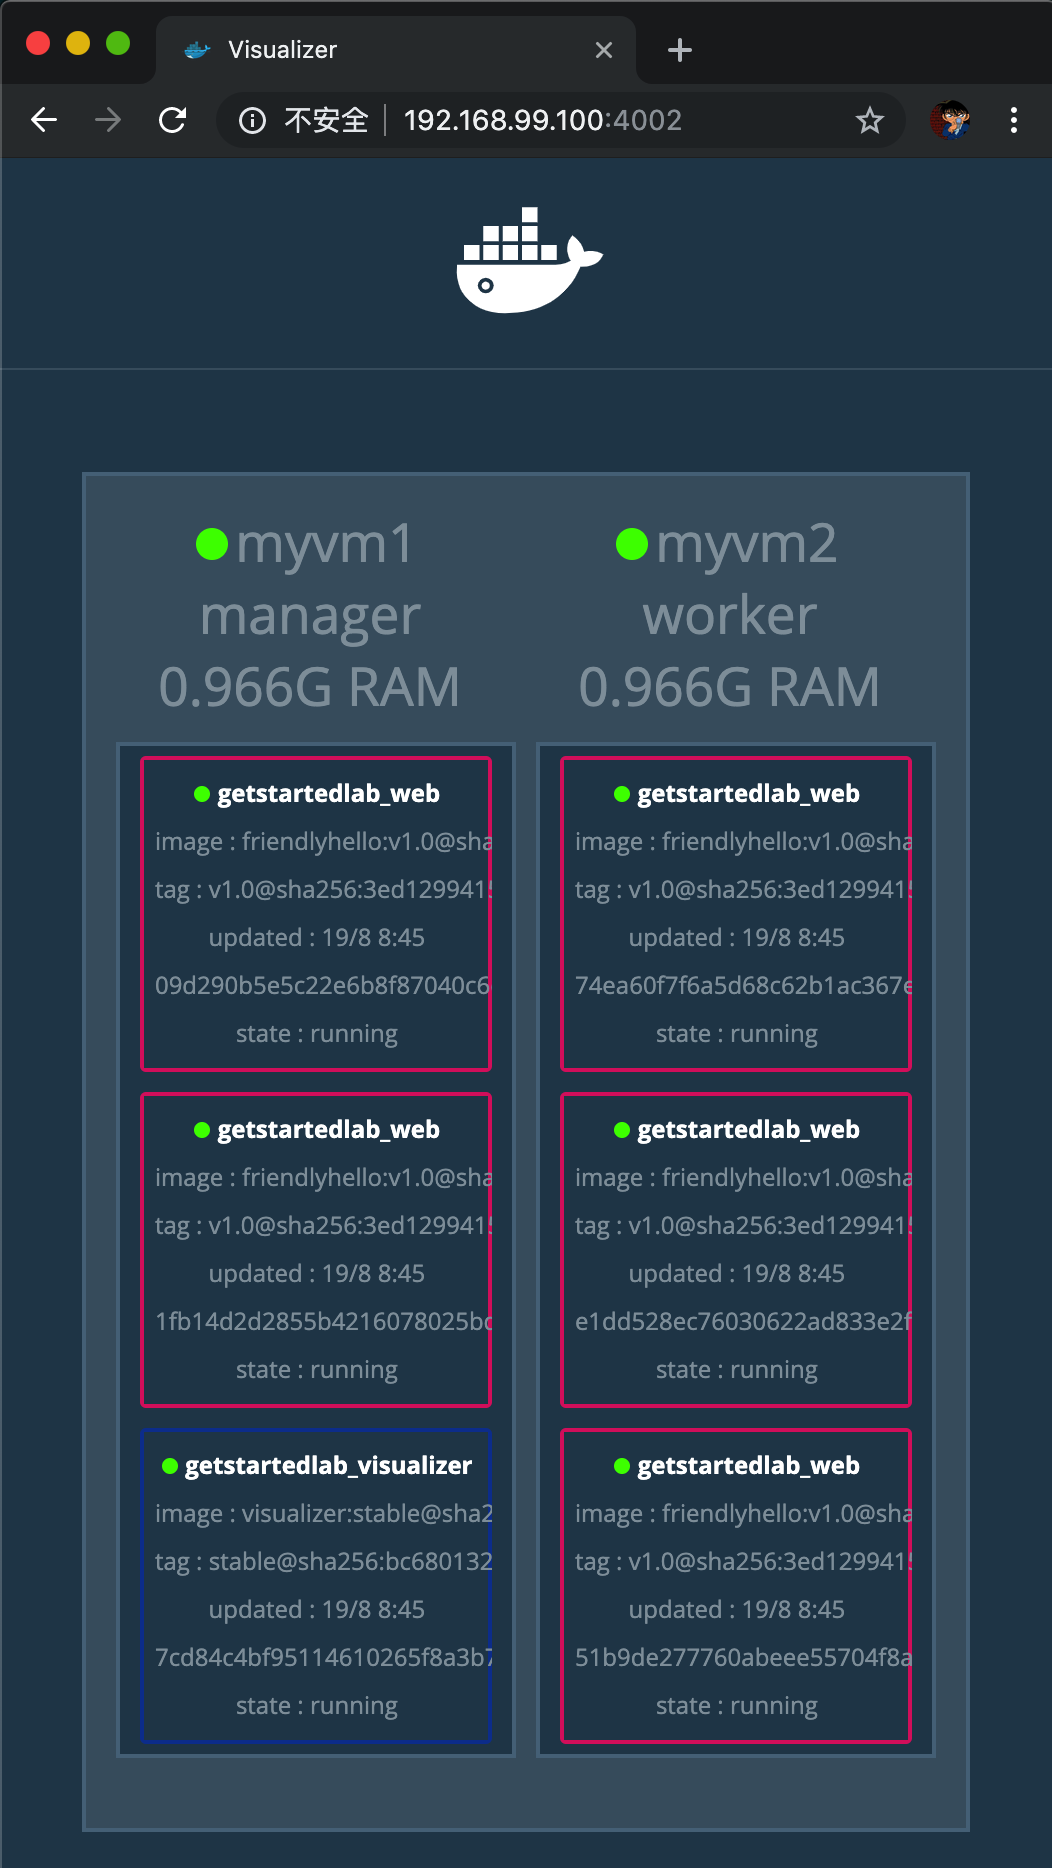 Visualizer
不安全 192.168.99.100:4002
myvm1
manager
0.966G RAM
getstartedlab_web
image : friendlyhello:v1.0@sha
tag : v1.0@sha256:3ed1299415
updated : 19/8 8:45
09d290b5e5c22e6b8f87040c6
state : running
getstartedlab_web
image : friendlyhello:v1.0@sha
tag : v1.0@sha256:3ed1299415
updated : 19/8 8:45
1fb14d2d2855b4216078025bc
state : running
getstartedlab_visualizer
image : visualizer:stable@sha2
tag : stable@sha256:bc680132
updated : 19/8 8:45
7cd84c4bf95114610265f8a3b7
state : running
myvm2
worker
0.966G RAM
getstartedlab_web
image : friendlyhello:v1.0@sha
tag : v1.0@sha256:3ed1299415
updated : 19/8 8:45
74ea60f7f6a5d68c62b1ac367e
state : running
getstartedlab_web
image : friendlyhello:v1.0@sha
tag : v1.0@sha256:3ed1299415
updated : 19/8 8:45
e1dd528ec76030622ad833e2f
state : running
getstartedlab_web
image : friendlyhello:v1.0@sha
tag : v1.0@sha256:3ed1299415
updated : 19/8 8:45
51b9de277760abeee55704f8a
state : running